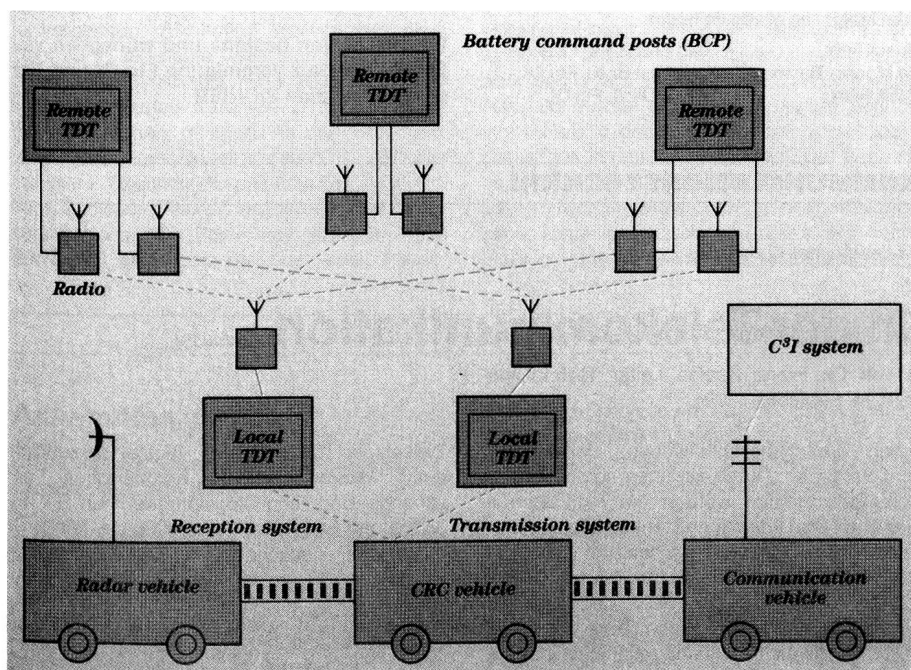 Battery command posts (BCP)
Remote
TDT
Remote
TDT
Remote
TDT
Radio
C³I system
Local
TDT
Local
TDT
Reception system
Transmission system
Radar vehicle
CRC vehicle
Communication
vehicle